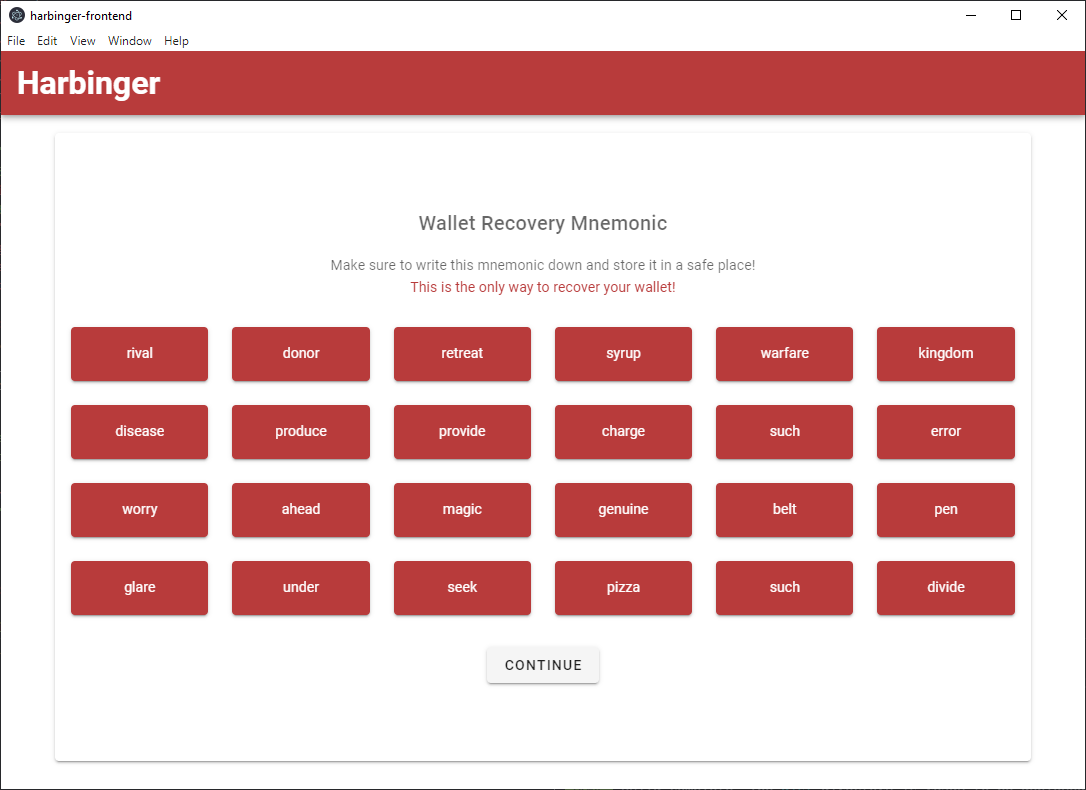 harbinger-frontend
File Edit View Window Help
Harbinger
Wallet Recovery Mnemonic
Make sure to write this mnemonic down and store it in a safe place!
This is the only way to recover your wallet!
rival donor retreat syrup warfare kingdom
disease produce provide charge such error
worry ahead magic genuine belt pen
glare under seek pizza such divide
CONTINUE